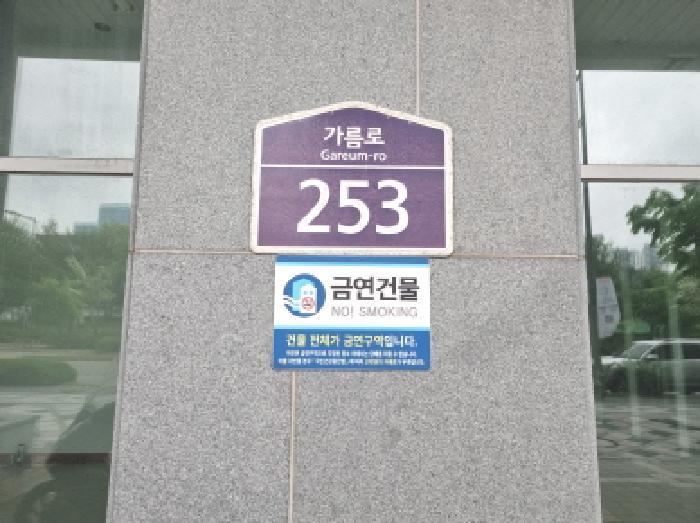 가름로
Gareum-ro
253
금연건물
NO! SMOKING
건물 전체가 금연구역입니다.